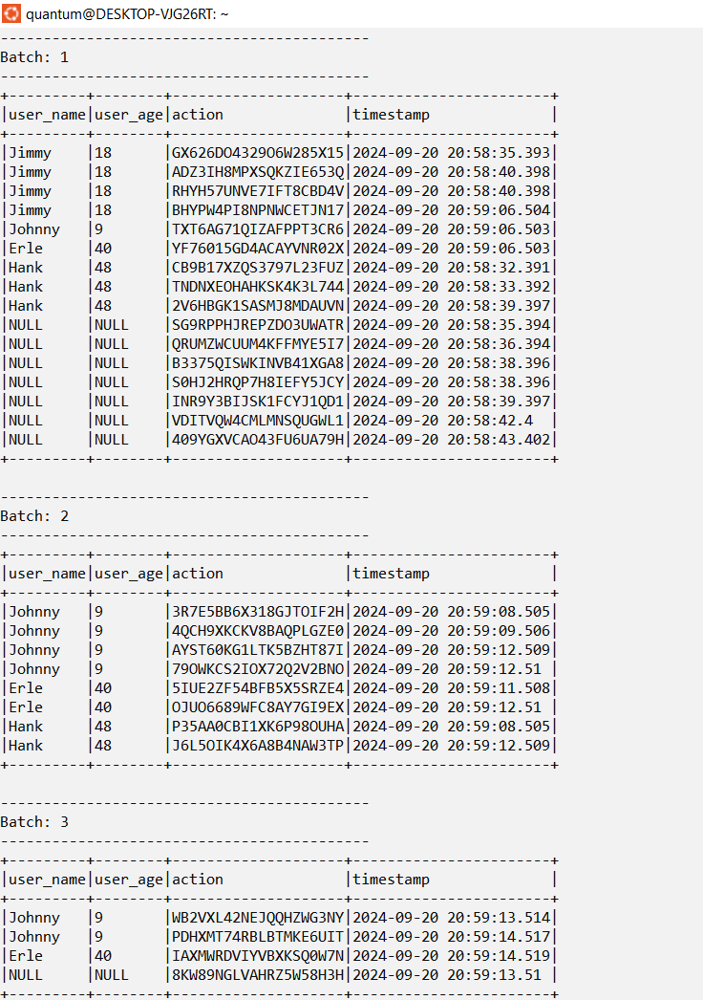 quantum@DESKTOP-VJG26RT: ~
-------------------------------------------
Batch: 1
-------------------------------------------
+---------+--------+--------------------+-----------------------+
|user_name|user_age|action              |timestamp              |
+---------+--------+--------------------+-----------------------+
|Jimmy    |18      |GX626DO4329O6W285X15|2024-09-20 20:58:35.393|
|Jimmy    |18      |ADZ3IH8MPXSQKZIE653Q|2024-09-20 20:58:40.398|
|Jimmy    |18      |RHYH57UNVE7IFT8CBD4V|2024-09-20 20:58:40.398|
|Jimmy    |18      |BHYPW4PI8NPNWCETJN17|2024-09-20 20:59:06.504|
|Johnny   |9       |TXT6AG71QIZAFPPT3CR6|2024-09-20 20:59:06.503|
|Erle     |40      |YF76015GD4ACAYVNR02X|2024-09-20 20:59:06.503|
|Hank     |48      |CB9B17XZQS3797L23FUZ|2024-09-20 20:58:32.391|
|Hank     |48      |TNDNXEOHAHKSK4K3L744|2024-09-20 20:58:33.392|
|Hank     |48      |2V6HBGK1SASMJ8MDAUVN|2024-09-20 20:58:39.397|
|NULL     |NULL    |SG9RPPHJREPZDO3UWATR|2024-09-20 20:58:35.394|
|NULL     |NULL    |QRUMZWCUUM4KFFMYE5I7|2024-09-20 20:58:36.394|
|NULL     |NULL    |B3375QISWKINVB41XGA8|2024-09-20 20:58:38.396|
|NULL     |NULL    |S0HJ2HRQP7H8IEFY5JCY|2024-09-20 20:58:38.396|
|NULL     |NULL    |INR9Y3BIJSK1FCYJ1QD1|2024-09-20 20:58:39.397|
|NULL     |NULL    |VDITVQW4CMLMNSQUGWL1|2024-09-20 20:58:42.4  |
|NULL     |NULL    |409YGXVCAO43FU6UA79H|2024-09-20 20:58:43.402|
+---------+--------+--------------------+-----------------------+
-------------------------------------------
Batch: 2
-------------------------------------------
+---------+--------+--------------------+-----------------------+
|user_name|user_age|action              |timestamp              |
+---------+--------+--------------------+-----------------------+
|Johnny   |9       |3R7E5BB6X318GJTOIF2H|2024-09-20 20:59:08.505|
|Johnny   |9       |4QCH9XKCKV8BAQPLGZE0|2024-09-20 20:59:09.506|
|Johnny   |9       |AYST60KG1LTK5BZHT87I|2024-09-20 20:59:12.509|
|Johnny   |9       |79OWKCS2IOX72Q2V2BNO|2024-09-20 20:59:12.51 |
|Erle     |40      |5IUE2ZF54BFB5X5SRZE4|2024-09-20 20:59:11.508|
|Erle     |40      |OJUO6689WFC8AY7GI9EX|2024-09-20 20:59:12.51 |
|Hank     |48      |P35AA0CBI1XK6P98OUHA|2024-09-20 20:59:08.505|
|Hank     |48      |J6L5OIK4X6A8B4NAW3TP|2024-09-20 20:59:12.509|
+---------+--------+--------------------+-----------------------+
-------------------------------------------
Batch: 3
-------------------------------------------
+---------+--------+--------------------+-----------------------+
|user_name|user_age|action              |timestamp              |
+---------+--------+--------------------+-----------------------+
|Johnny   |9       |WB2VXL42NEJQQHZWG3NY|2024-09-20 20:59:13.514|
|Johnny   |9       |PDHXMT74RBLBTMKE6UIT|2024-09-20 20:59:14.517|
|Erle     |40      |IAXMWRDVIYVBXKSQ0W7N|2024-09-20 20:59:14.519|
|NULL     |NULL    |8KW89NGLVAHRZ5W58H3H|2024-09-20 20:59:13.51 |
+---------+--------+--------------------+-----------------------+